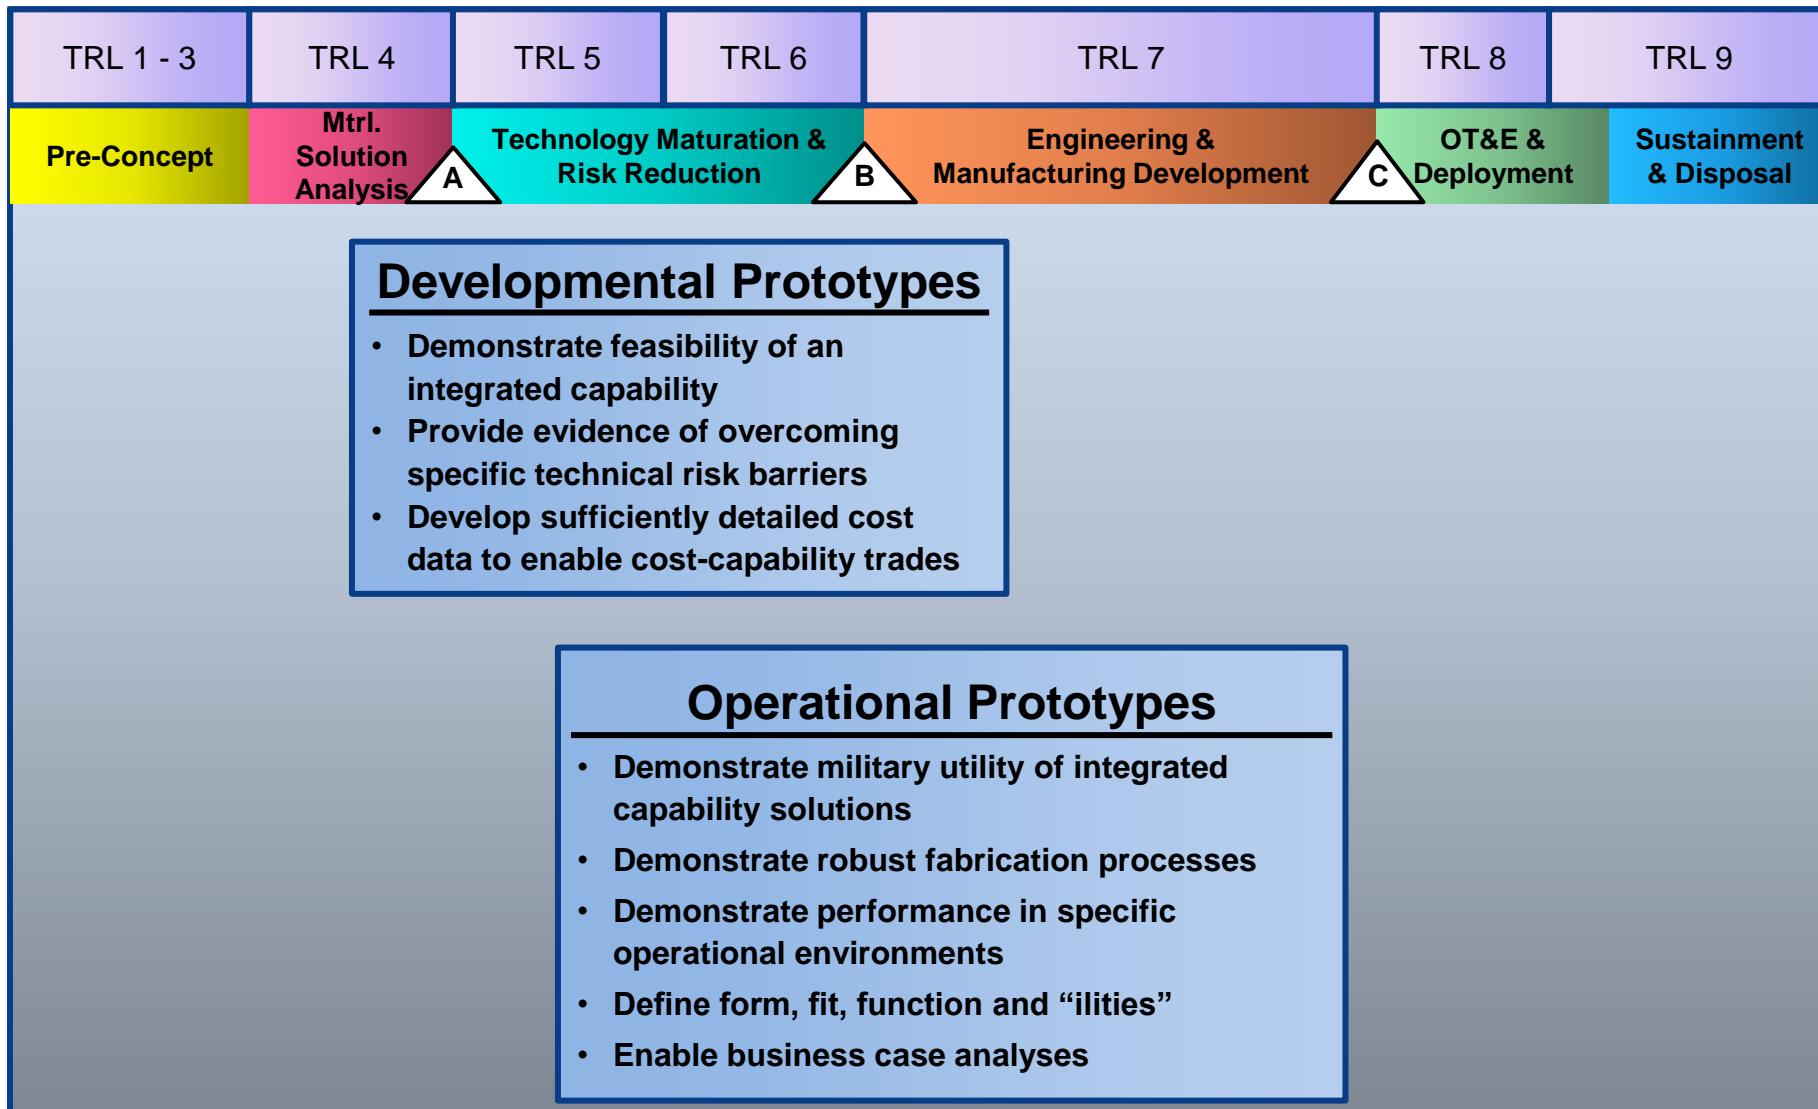 TRL 1 - 3
TRL 4
TRL 5
TRL 6
TRL 7
TRL 8
TRL 9
Pre-Concept
Mtrl.
Solution
Analysis
A
Technology Maturation &
Risk Reduction
B
Engineering &
Manufacturing Development
C
OT&E &
Deployment
Sustainment
& Disposal
Developmental Prototypes
• Demonstrate feasibility of an
integrated capability
• Provide evidence of overcoming
specific technical risk barriers
• Develop sufficiently detailed cost
data to enable cost-capability trades
Operational Prototypes
• Demonstrate military utility of integrated
capability solutions
• Demonstrate robust fabrication processes
• Demonstrate performance in specific
operational environments
• Define form, fit, function and “ilities”
• Enable business case analyses